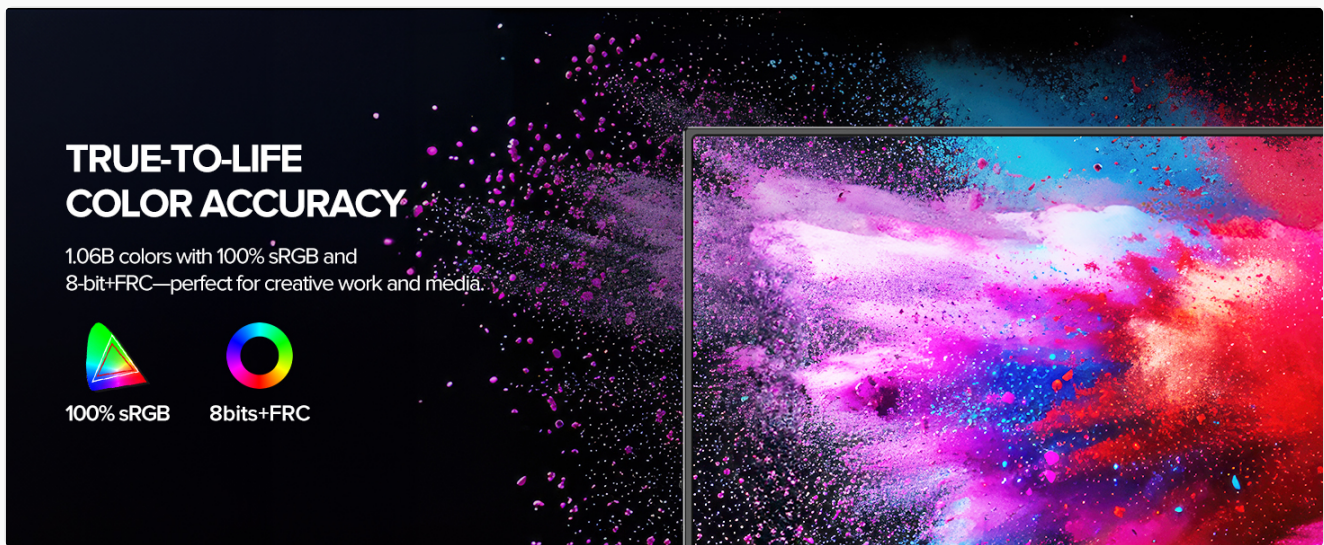 TRUE-TO-LIFE
COLOR ACCURACY
1.06B colors with 100% sRGB and
8-bit+FRC—perfect for creative work and media.
100% sRGB
8bits+FRC